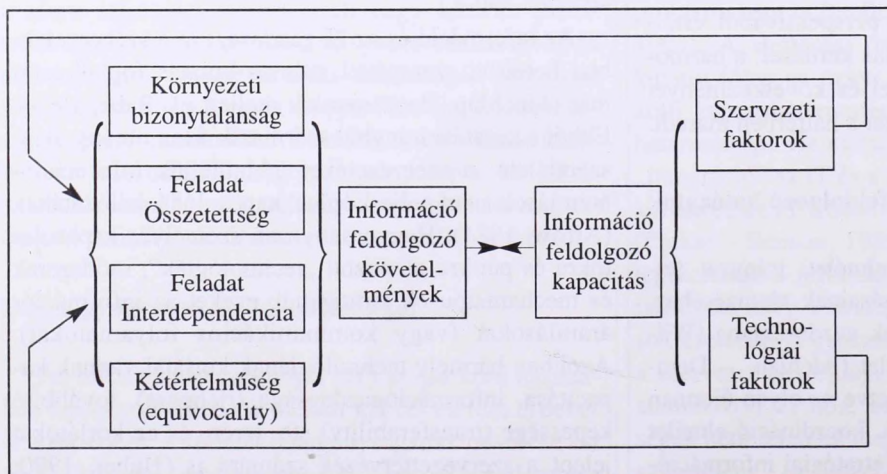 Környezeti
bizonytalanság
Feladat
Összetettség
Feladat
Interdependencia
Kétértelműség
(equivocality)
Információ
feldolgozó
követel-
mények
Információ
feldolgozó
kapacitás
Szervezeti
faktorok
Techno-
lógiai
faktorok